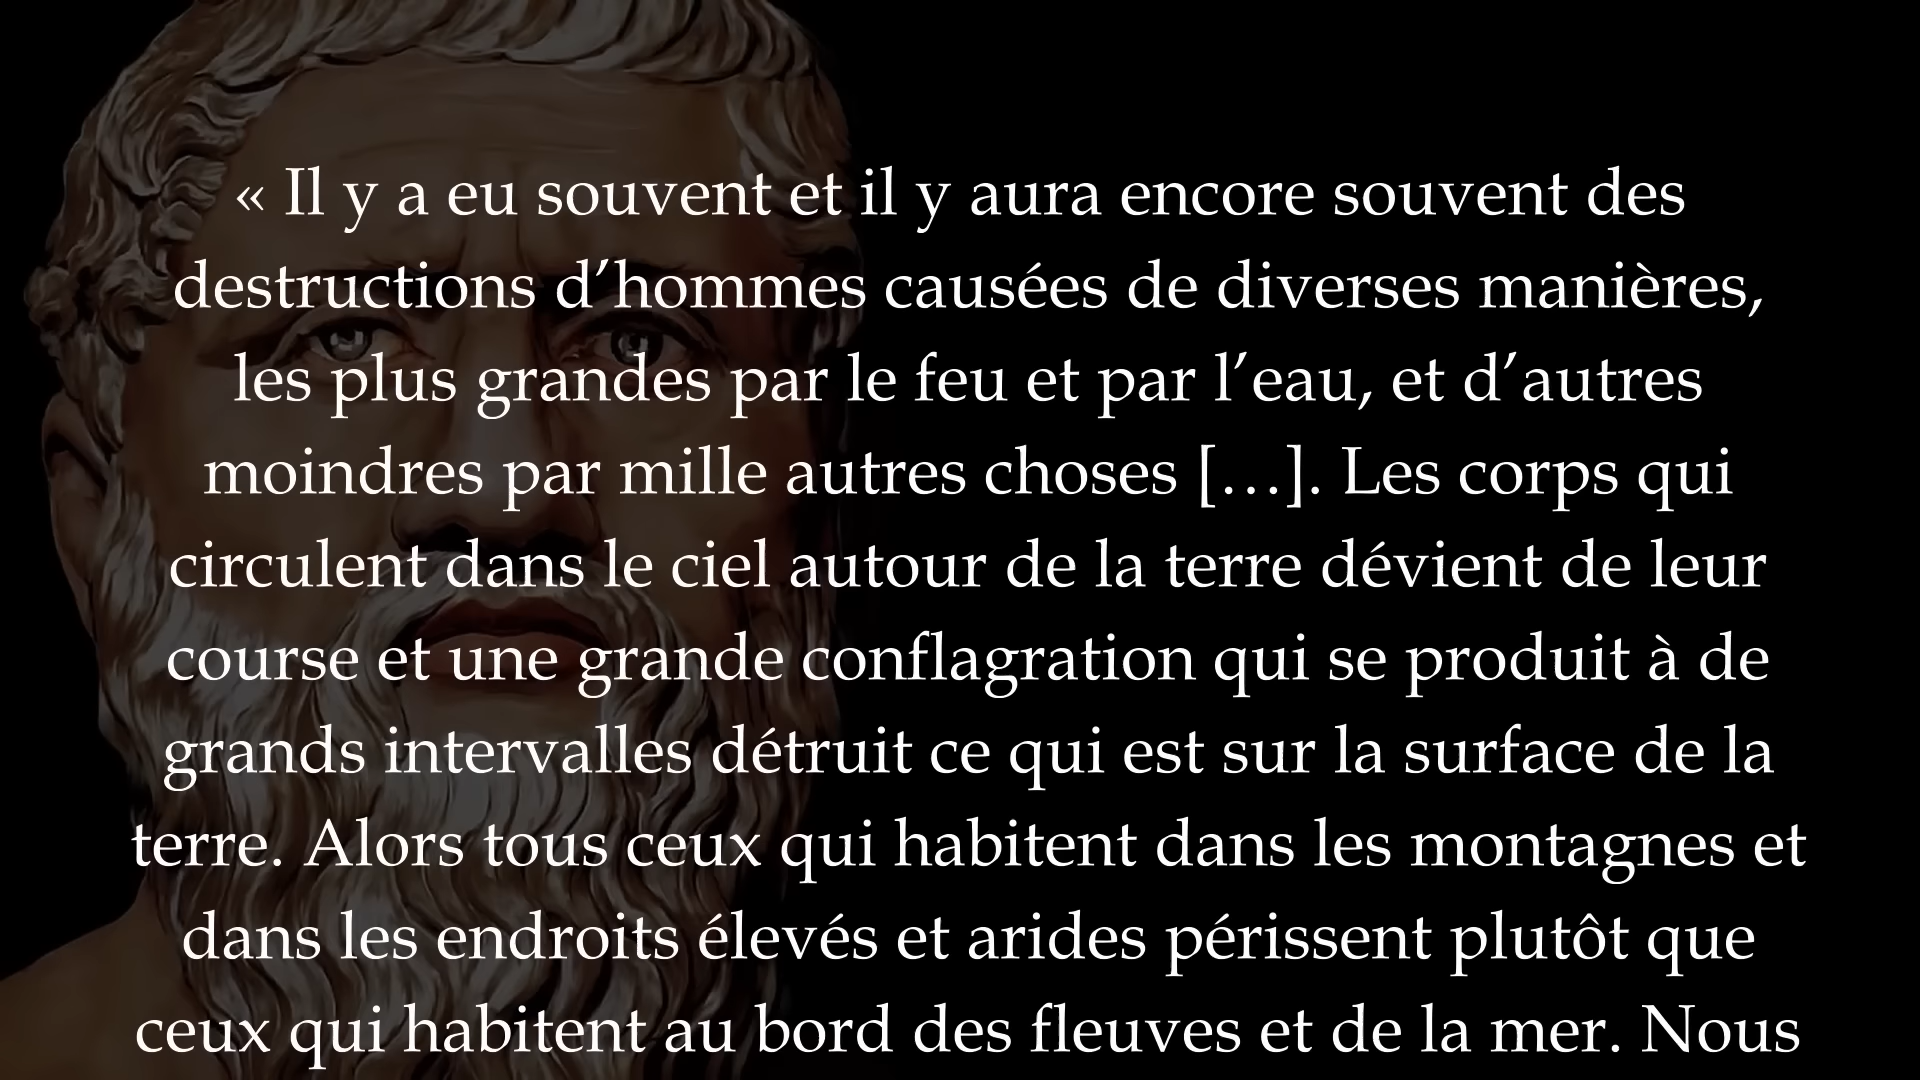 « Il y a eu souvent et il y aura encore souvent des
destructions d’hommes causées de diverses manières,
les plus grandes par le feu et par l’eau, et d’autres
moindres par mille autres choses […]. Les corps qui
circulent dans le ciel autour de la terre dévient de leur
course et une grande conflagration qui se produit à de
grands intervalles détruit ce qui est sur la surface de la
terre. Alors tous ceux qui habitent dans les montagnes et
dans les endroits élevés et arides périssent plutôt que
ceux qui habitent au bord des fleuves et de la mer. Nous